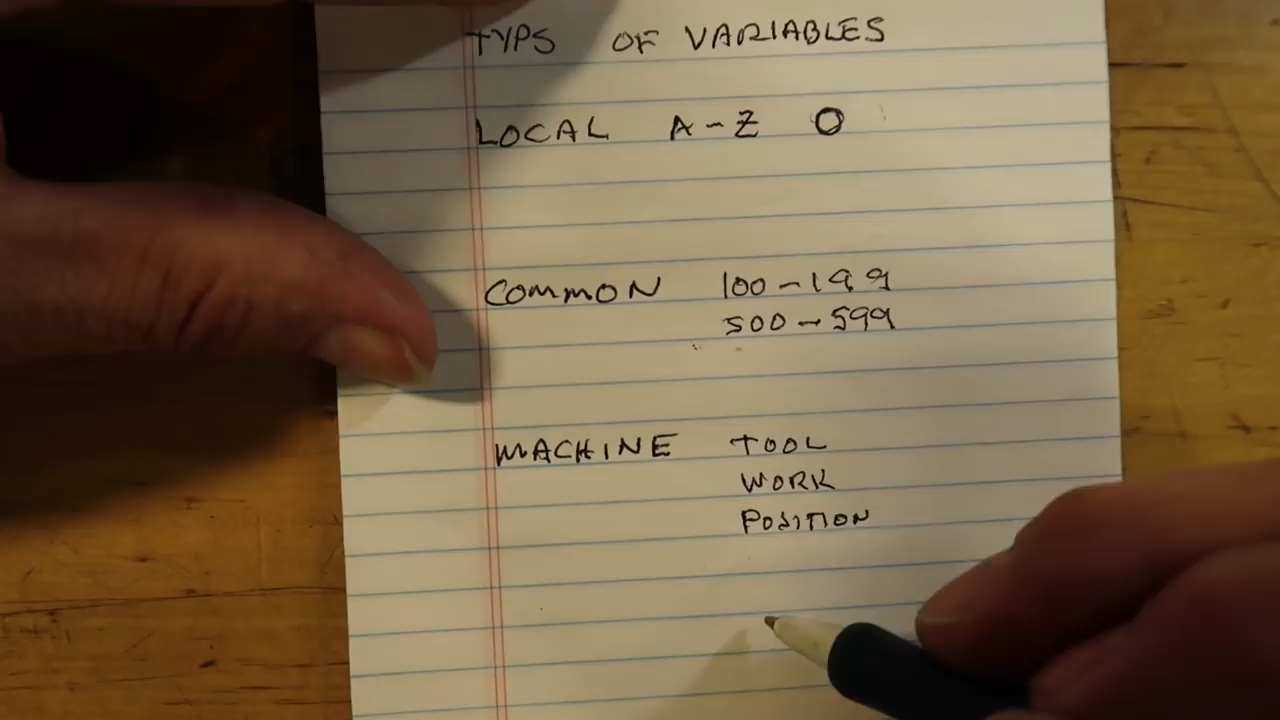 TYPS OF VARIABLES
LOCAL A-Z O
COMMON 100-199
500-599
MACHINE TOOL
WORK
POSITION